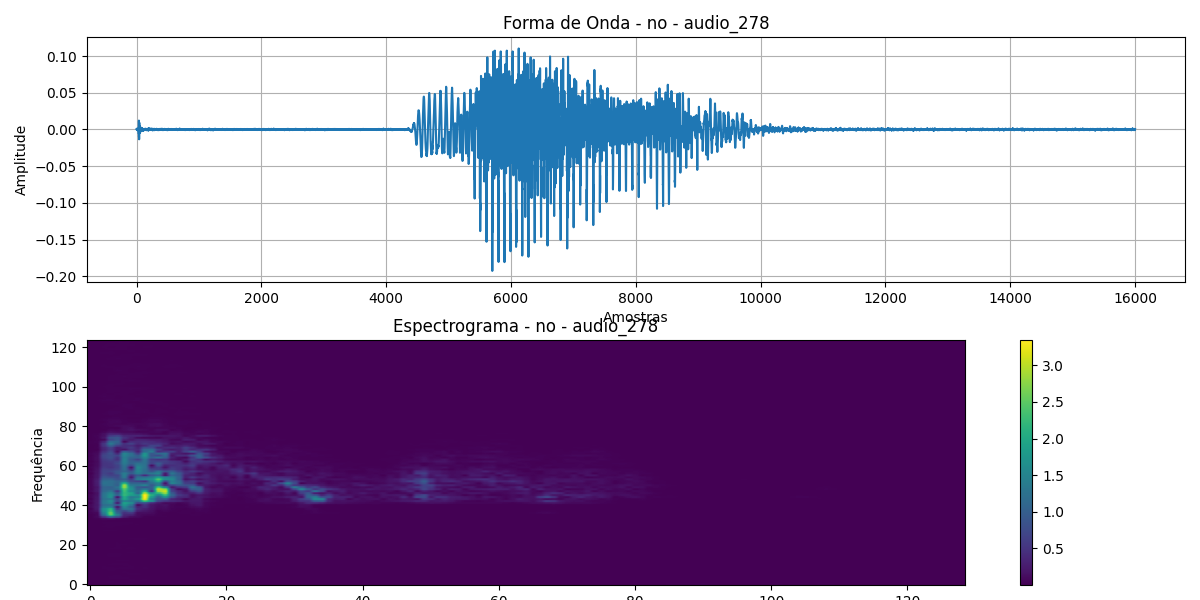 Forma de Onda - no - audio_278
0.10
0.05
0.00
−0.05
−0.10
−0.15
−0.20
Amplitude
0 2000 4000 6000 8000 10000 12000 14000 16000
Amostras
Espectrograma - no - audio_278
120
100
80
60
40
20
0
Frequência
0 20 40 60 80 100 120
3.0
2.5
2.0
1.5
1.0
0.5